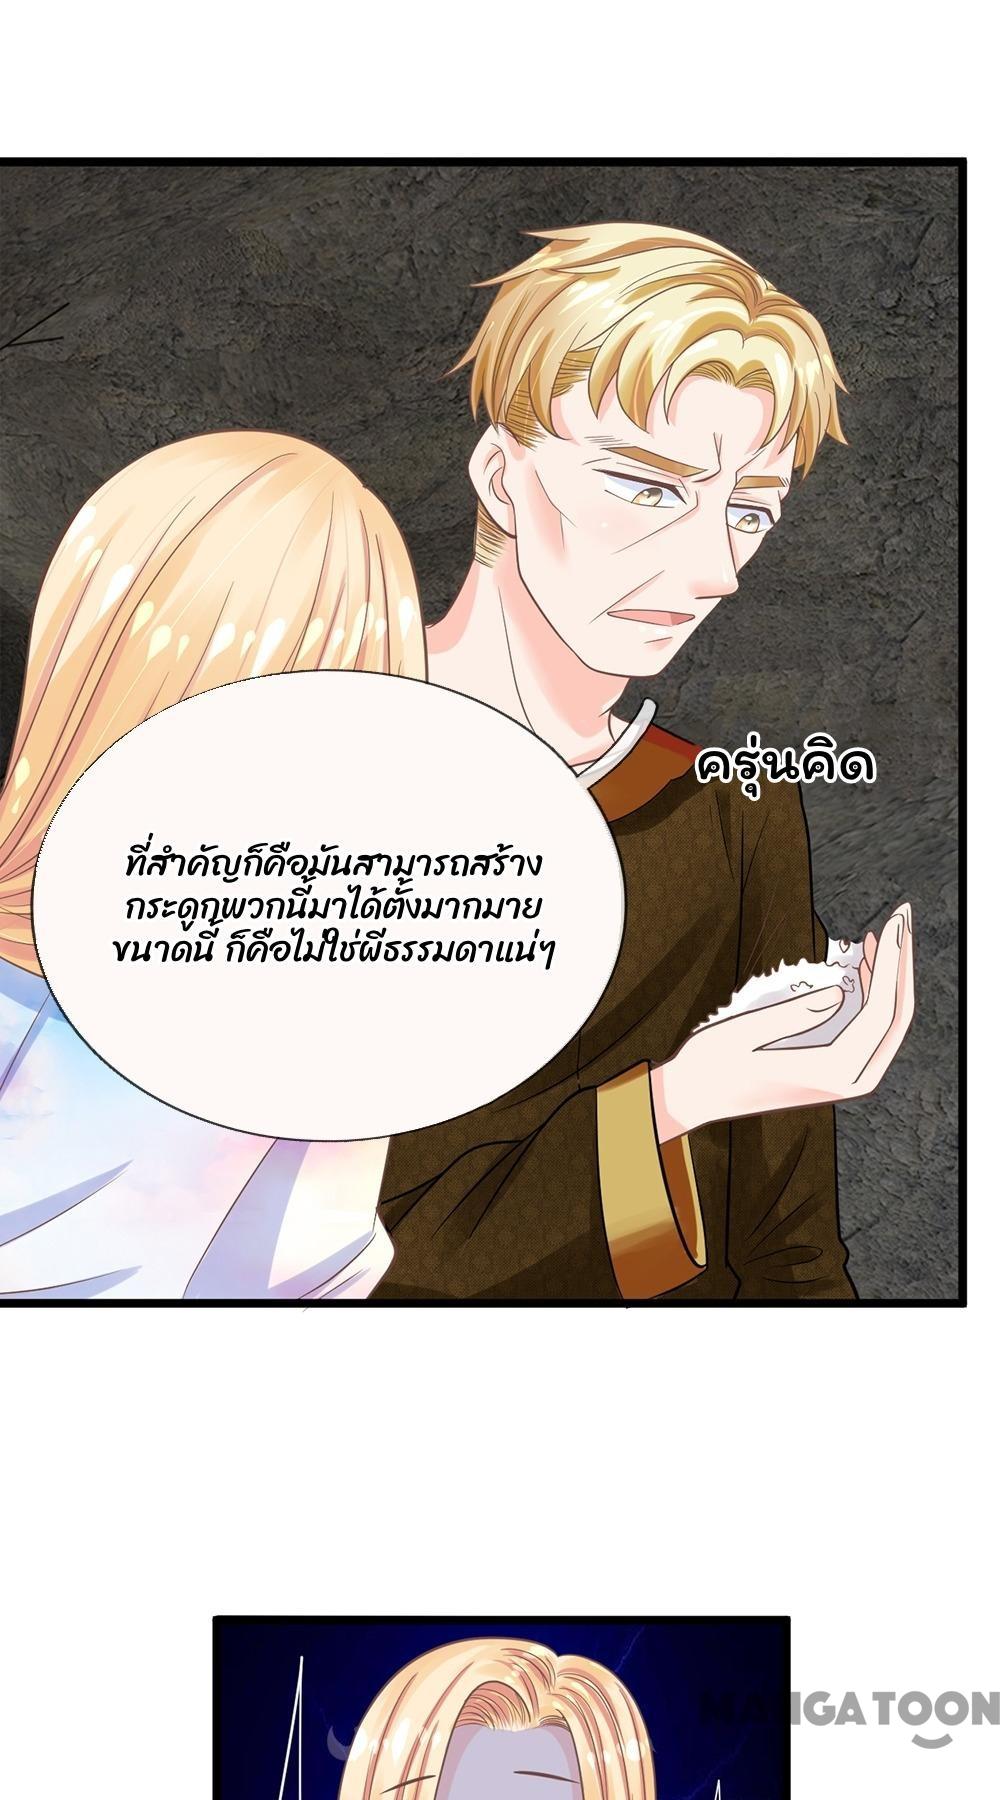 ครุ่นคิด
ที่สำคัญก็คือมันสามารถสร้าง
กระดูกพวกนี้มาได้ตั้งมากมาย
ขนาดนี้ ก็คือไม่ใช่ผีธรรมดาแน่ๆ
MANGATOON